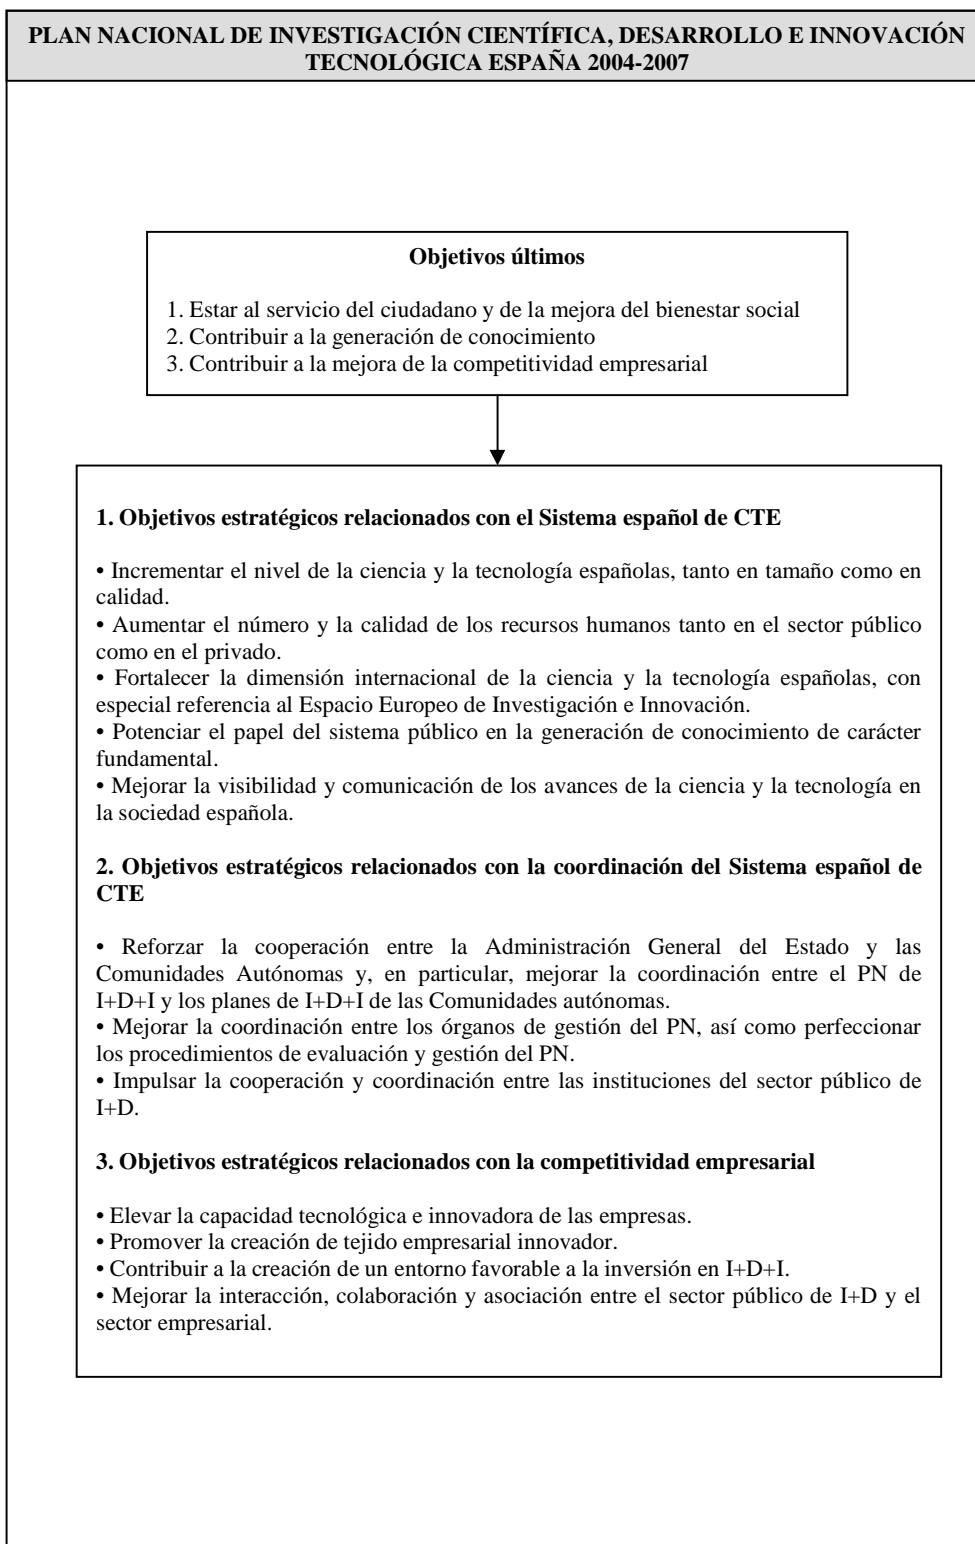 PLAN NACIONAL DE INVESTIGACIÓN CIENTÍFICA, DESARROLLO E INNOVACIÓN
TECNOLÓGICA ESPAÑA 2004-2007
Objetivos últimos
1. Estar al servicio del ciudadano y de la mejora del bienestar social
2. Contribuir a la generación de conocimiento
3. Contribuir a la mejora de la competitividad empresarial
1. Objetivos estratégicos relacionados con el Sistema español de CTE
• Incrementar el nivel de la ciencia y la tecnología españolas, tanto en tamaño como en
calidad.
• Aumentar el número y la calidad de los recursos humanos tanto en el sector público
como en el privado.
• Fortalecer la dimensión internacional de la ciencia y la tecnología españolas, con
especial referencia al Espacio Europeo de Investigación e Innovación.
• Potenciar el papel del sistema público en la generación de conocimiento de carácter
fundamental.
• Mejorar la visibilidad y comunicación de los avances de la ciencia y la tecnología en
la sociedad española.
2. Objetivos estratégicos relacionados con la coordinación del Sistema español de
CTE
• Reforzar la cooperación entre la Administración General del Estado y las
Comunidades Autónomas y, en particular, mejorar la coordinación entre el PN de
I+D+I y los planes de I+D+I de las Comunidades autónomas.
• Mejorar la coordinación entre los órganos de gestión del PN, así como perfeccionar
los procedimientos de evaluación y gestión del PN.
• Impulsar la cooperación y coordinación entre las instituciones del sector público de
I+D.
3. Objetivos estratégicos relacionados con la competitividad empresarial
• Elevar la capacidad tecnológica e innovadora de las empresas.
• Promover la creación de tejido empresarial innovador.
• Contribuir a la creación de un entorno favorable a la inversión en I+D+I.
• Mejorar la interacción, colaboración y asociación entre el sector público de I+D y el
sector empresarial.